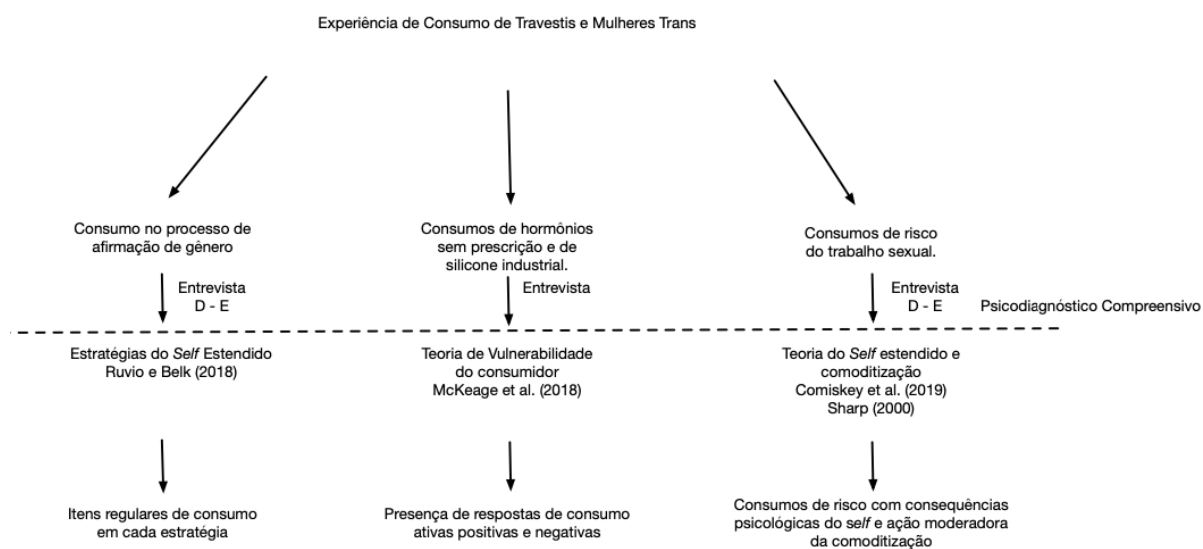 Experiência de Consumo de Travestis e Mulheres Trans
Consumo no processo de
afirmação de gênero
Consumos de hormônios
sem prescrição e de
silicone industrial.
Consumos de risco
do trabalho sexual.
Entrevista
D - E
Entrevista
Entrevista
D - E
Psicodiagnóstico Compreensivo
Estratégias do Self Estendido
Ruvio e Belk (2018)
Teoria de Vulnerabilidade
do consumidor
McKeage et al. (2018)
Teoria do Self estendido e
comoditização
Comiskey et al. (2019)
Sharp (2000)
Itens regulares de consumo
em cada estratégia
Presença de respostas de consumo
ativas positivas e negativas
Consumos de risco com consequências
psicológicas do self e ação moderadora
da comoditização